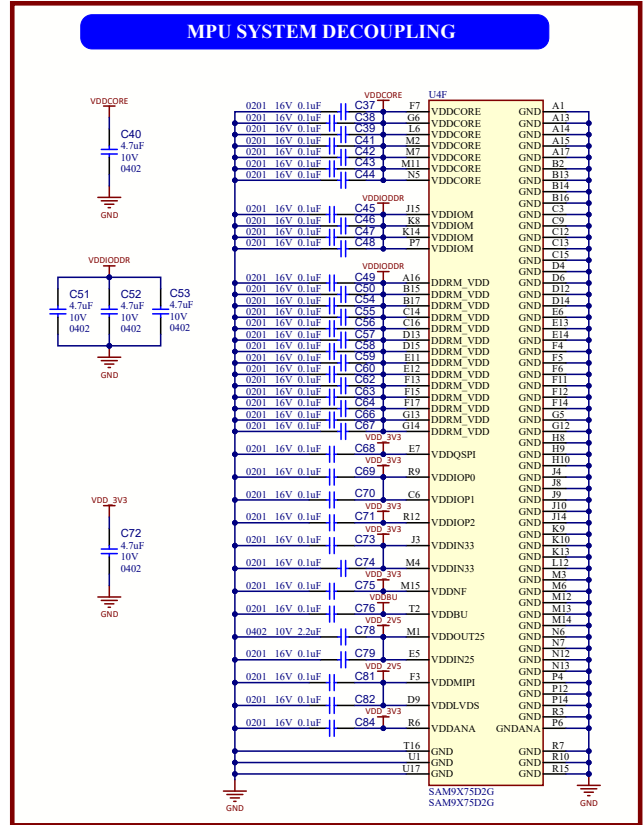 MPU SYSTEM DECOUPLING
VDDCORE
C40
4.7uF
10V
0402
GND
VDDIODDR
C51
4.7uF
10V
0402
C52
4.7uF
10V
0402
C53
4.7uF
10V
0402
GND
VDD_3V3
C72
4.7uF
10V
0402
GND
VDDCORE
U4F
0201 16V 0.1uF C37 F7 VDDCORE GND A1
0201 16V 0.1uF C38 G6 VDDCORE GND A13
0201 16V 0.1uF C39 L6 VDDCORE GND A14
0201 16V 0.1uF C41 M2 VDDCORE GND A15
0201 16V 0.1uF C42 M7 VDDCORE GND A17
0201 16V 0.1uF C43 M11 VDDCORE GND B2
0201 16V 0.1uF C44 N5 VDDCORE GND B13
GND B14
VDDIODDR GND B16
0201 16V 0.1uF C45 J15 VDDIOM GND C3
0201 16V 0.1uF C46 K8 VDDIOM GND C9
0201 16V 0.1uF C47 K14 VDDIOM GND C12
0201 16V 0.1uF C48 P7 VDDIOM GND C13
GND C15
VDDIODDR GND D4
0201 16V 0.1uF C49 A16 DDRM_VDD GND D6
0201 16V 0.1uF C50 B15 DDRM_VDD GND D12
0201 16V 0.1uF C54 B17 DDRM_VDD GND D14
0201 16V 0.1uF C55 C14 DDRM_VDD GND E6
0201 16V 0.1uF C56 C16 DDRM_VDD GND E13
0201 16V 0.1uF C57 D13 DDRM_VDD GND E14
0201 16V 0.1uF C58 D15 DDRM_VDD GND F4
0201 16V 0.1uF C59 E11 DDRM_VDD GND F5
0201 16V 0.1uF C60 E12 DDRM_VDD GND F6
0201 16V 0.1uF C62 F13 DDRM_VDD GND F11
0201 16V 0.1uF C63 F15 DDRM_VDD GND F12
0201 16V 0.1uF C64 F17 DDRM_VDD GND F14
0201 16V 0.1uF C66 G13 DDRM_VDD GND G5
0201 16V 0.1uF C67 G14 DDRM_VDD GND G12
VDD_3V3 GND H8
0201 16V 0.1uF C68 E7 VDDQSPI GND H9
VDD_3V3 GND H10
0201 16V 0.1uF C69 R9 VDDIOP0 GND J4
GND J8
0201 16V 0.1uF C70 C6 VDDIOP1 GND J9
VDD_3V3 GND J10
0201 16V 0.1uF C71 R12 VDDIOP2 GND J14
VDD_3V3 GND K9
0201 16V 0.1uF C73 J3 VDDIN33 GND K10
GND K13
0201 16V 0.1uF C74 M4 VDDIN33 GND L12
VDD_3V3 GND M3
0201 16V 0.1uF C75 M15 VDDNF GND M6
VDDBU GND M12
0201 16V 0.1uF C76 T2 VDDBU GND M13
VDD_2V5 GND M14
0402 10V 2.2uF C78 M1 VDDOUT25 GND N6
GND N7
0201 16V 0.1uF C79 E5 VDDIN25 GND N12
VDD_2V5 GND N13
0201 16V 0.1uF C81 F3 VDDMIPI GND P4
GND P12
0201 16V 0.1uF C82 D9 VDDLVDS GND P14
VDD_3V3 GND R3
0201 16V 0.1uF C84 R6 VDDANA GNDANA P6
T16 GND GND R7
U1 GND GND R10
U17 GND GND R15
SAM9X75D2G
SAM9X75D2G
GND
GND